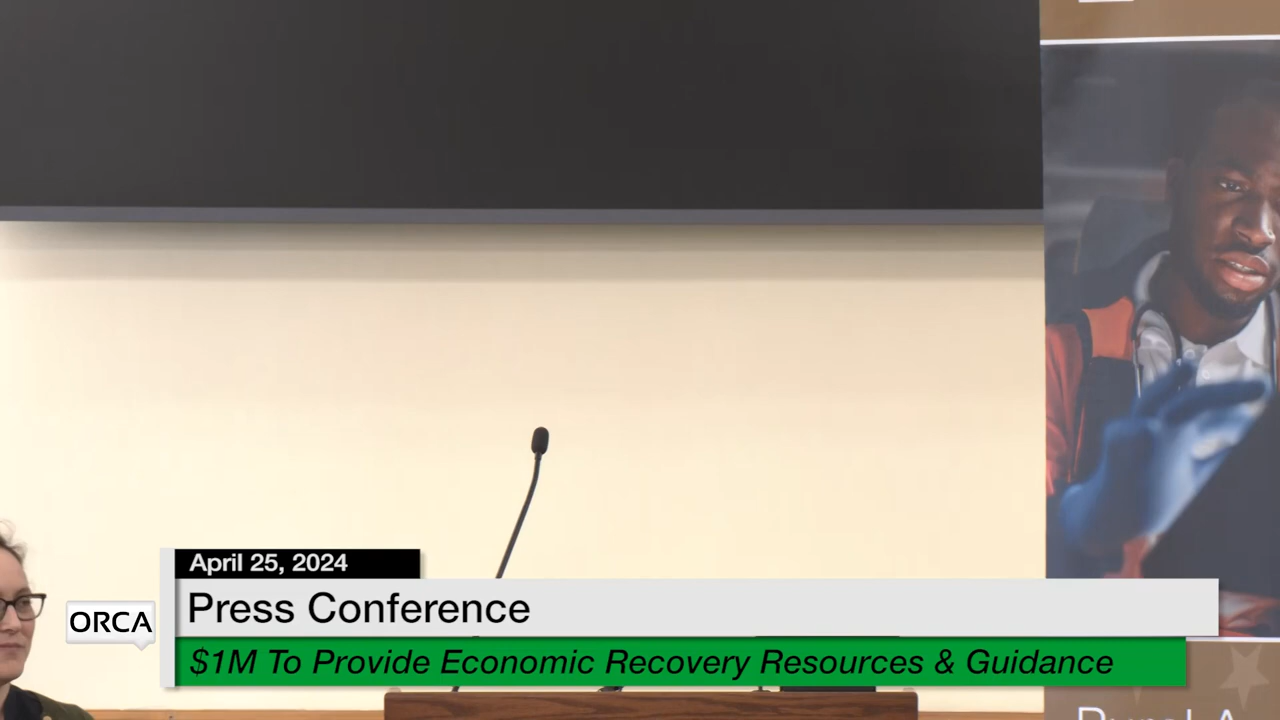 April 25, 2024
Press Conference
ORCA
$1M To Provide Economic Recovery Resources & Guidance